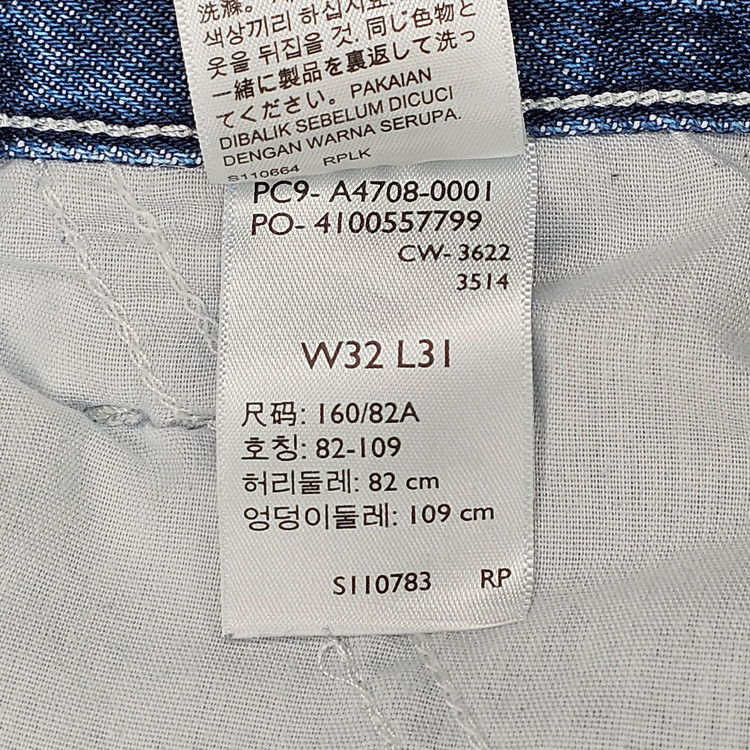 洗滌。
색상끼리 하십시요.
옷을 뒤집을 것. 同じ色物と
一緒に製品を裏返して洗っ
てください。PAKAIAN
DIBALIK SEBELUM DICUCI
DENGAN WARNA SERUPA.
S110664 RPLK
PC9- A4708-0001
PO- 4100557799
CW- 3622
3514
W32 L31
尺码: 160/82A
호칭: 82-109
허리둘레: 82 cm
엉덩이둘레: 109 cm
S110783 RP